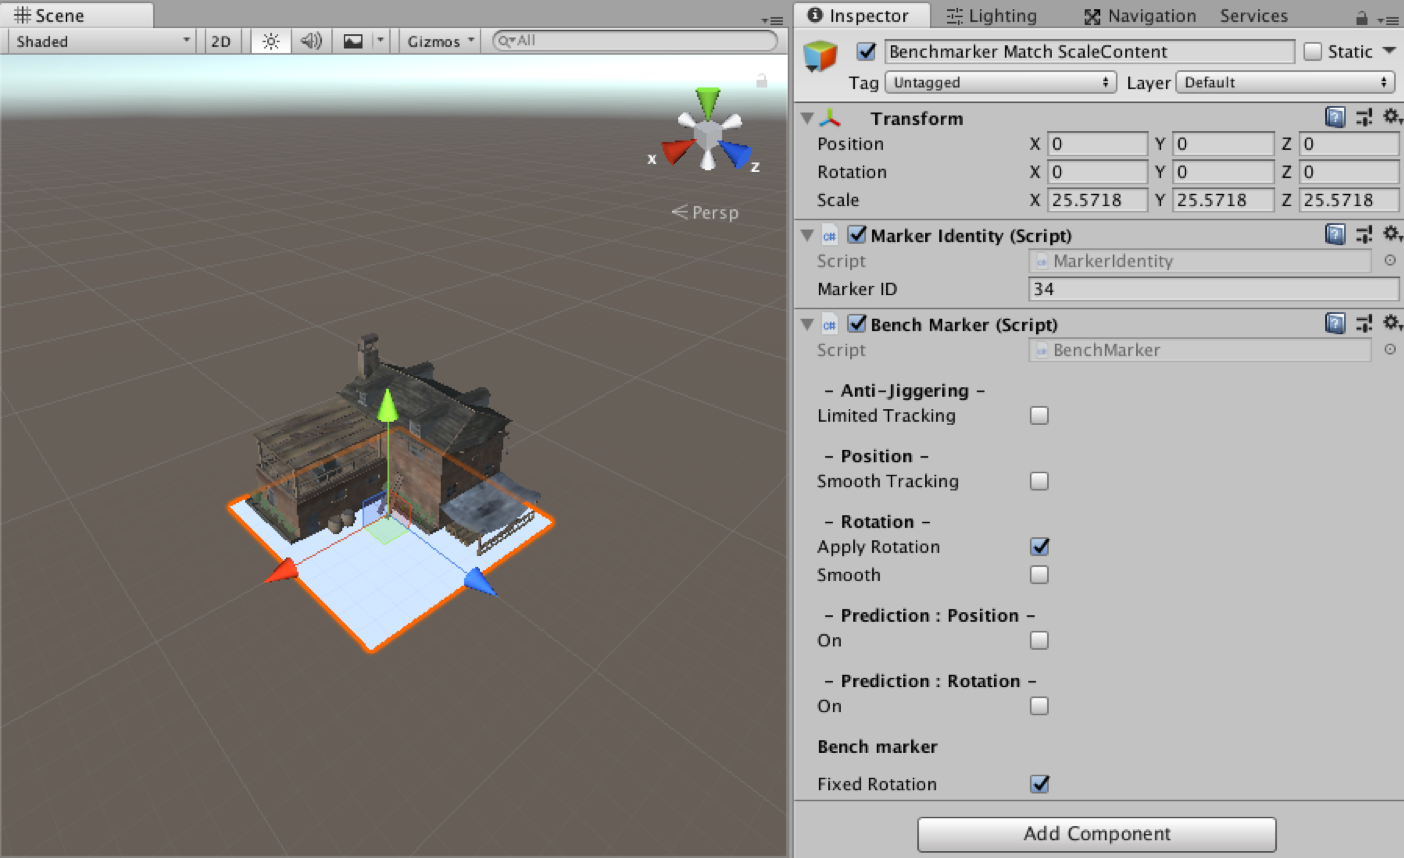 Scene
Shaded 2D Gizmos All
x z
Persp
Inspector Lighting Navigation Services
Benchmarker Match ScaleContent Static
Tag Untagged Layer Default
Transform
Position X 0 Y 0 Z 0
Rotation X 0 Y 0 Z 0
Scale X 25.5718 Y 25.5718 Z 25.5718
C# Marker Identity (Script)
Script MarkerIdentity
Marker ID 34
C# Bench Marker (Script)
Script BenchMarker
- Anti-Jiggering -
Limited Tracking
- Position -
Smooth Tracking
- Rotation -
Apply Rotation
Smooth
- Prediction : Position -
On
- Prediction : Rotation -
On
Bench marker
Fixed Rotation
Add Component